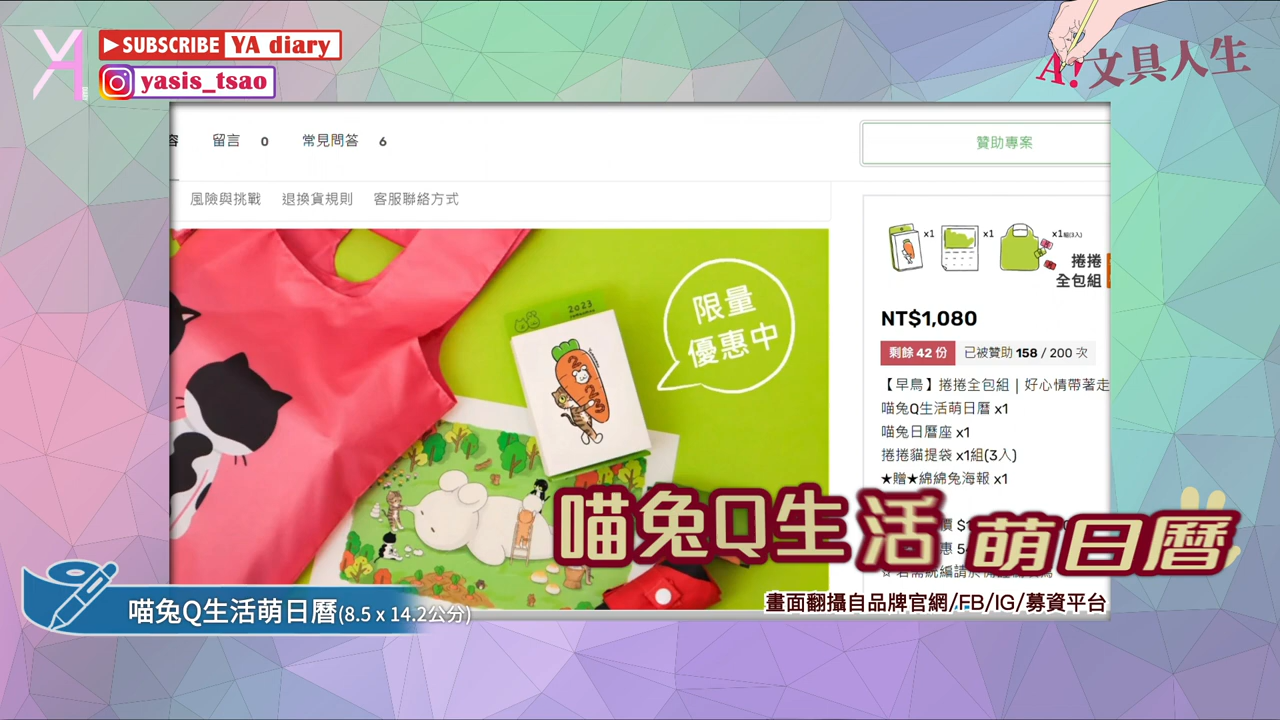 SUBSCRIBE YA diary
yasis_tsao
A!文具人生
容 留言 0 常見問答 6
贊助專案
風險與挑戰 退換貨規則 客服聯絡方式
x1 x1 x1組(3入)
捲捲
全包組
限量
優惠中
2023
2023
NT$1,080
剩餘 42 份 已被贊助 158 / 200 次
【早鳥】捲捲全包組｜好心情帶著走
喵兔Q生活萌日曆 x1
喵兔日曆座 x1
捲捲貓提袋 x1組(3入)
★贈★綿綿兔海報 x1
喵兔Q生活 萌日曆
畫面翻攝自品牌官網/FB/IG/募資平台
喵兔Q生活萌日曆(8.5 x 14.2公分)